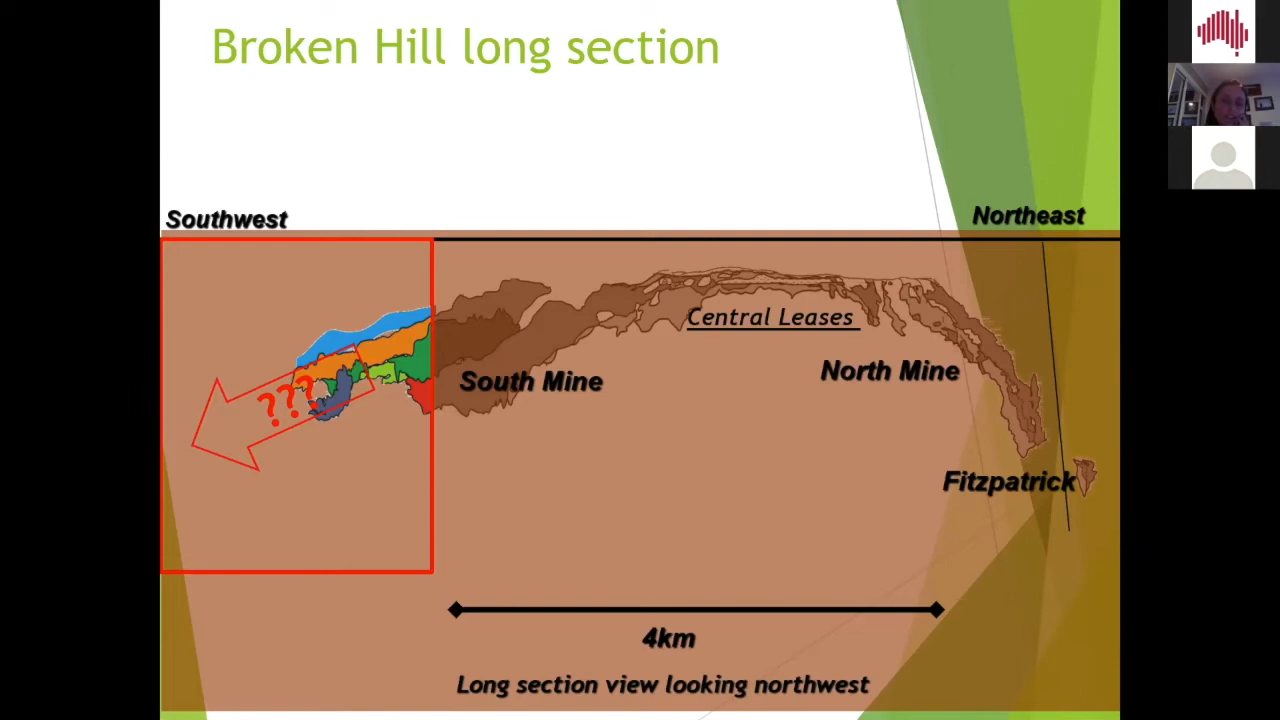 Broken Hill long section
Southwest
Northeast
Central Leases
South Mine
North Mine
???
Fitzpatrick
4km
Long section view looking northwest